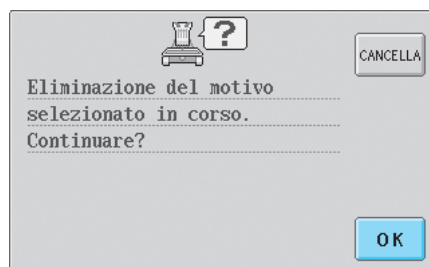 ?
CANCELLA
Eliminazione del motivo
selezionato in corso.
Continuare?
OK